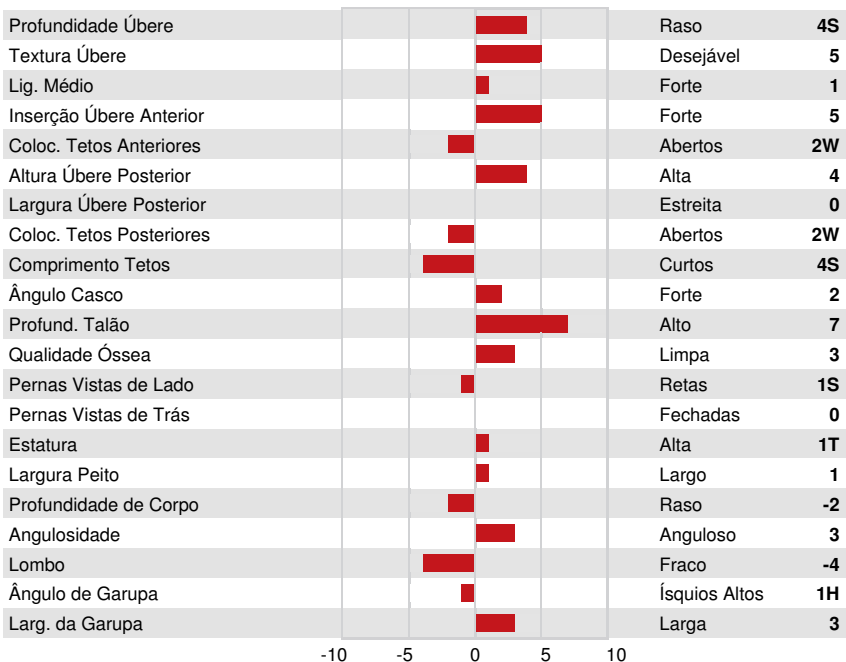 Profundidade Úbere Raso 4S
Textura Úbere Desejável 5
Lig. Médio Forte 1
Inserção Úbere Anterior Forte 5
Coloc. Tetos Anteriores Abertos 2W
Altura Úbere Posterior Alta 4
Largura Úbere Posterior Estreita 0
Coloc. Tetos Posteriores Abertos 2W
Comprimento Tetos Curtos 4S
Ângulo Casco Forte 2
Profund. Talão Alto 7
Qualidade Óssea Limpa 3
Pernas Vistas de Lado Retas 1S
Pernas Vistas de Trás Fechadas 0
Estatura Alta 1T
Largura Peito Largo 1
Profundidade de Corpo Raso -2
Angulosidade Anguloso 3
Lombo Fraco -4
Ângulo de Garupa Ísquios Altos 1H
Larg. da Garupa Larga 3
-10 -5 0 5 10